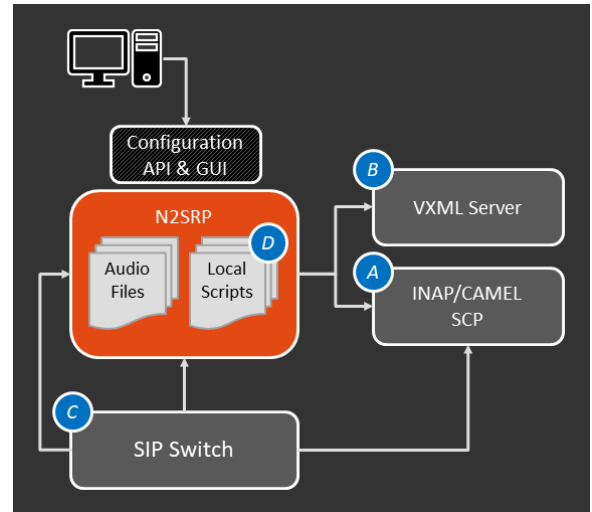 Configuration
API & GUI
N2SRP
Audio
Files
Local
Scripts
D
B
VXML Server
A
INAP/CAMEL
SCP
C
SIP Switch